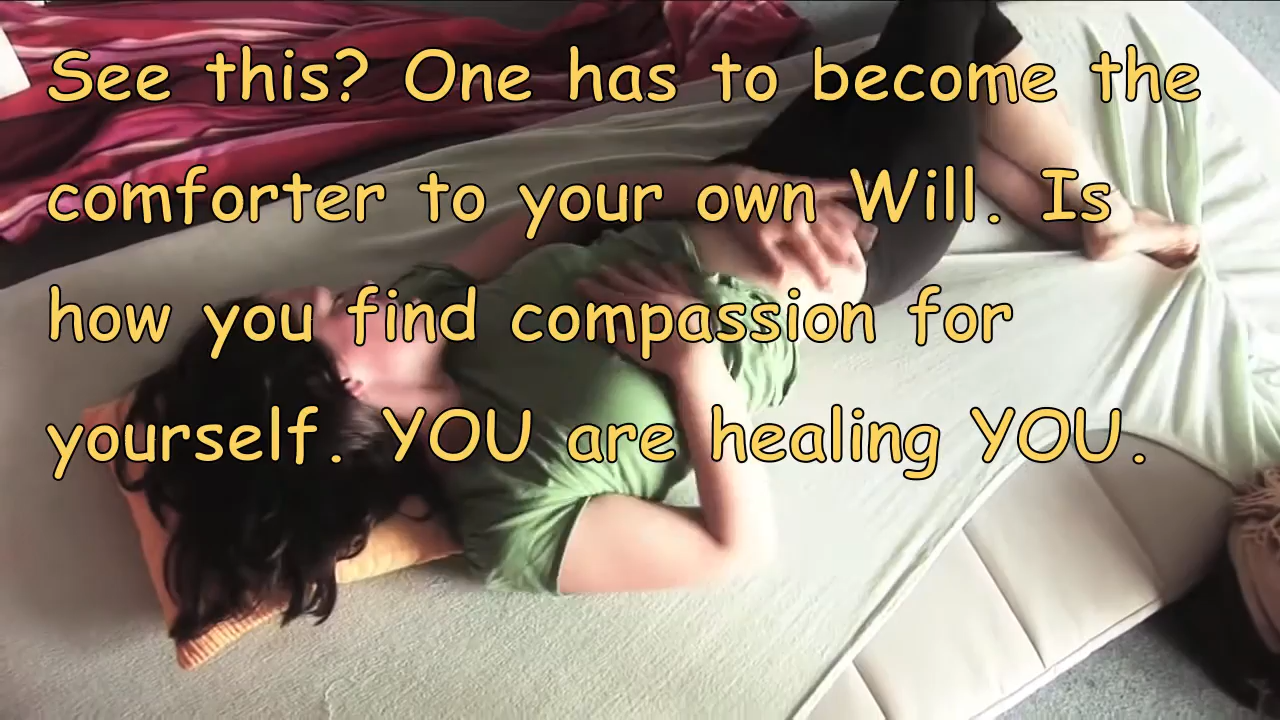 See this? One has to become the
comforter to your own Will. Is
how you find compassion for
yourself. YOU are healing YOU.